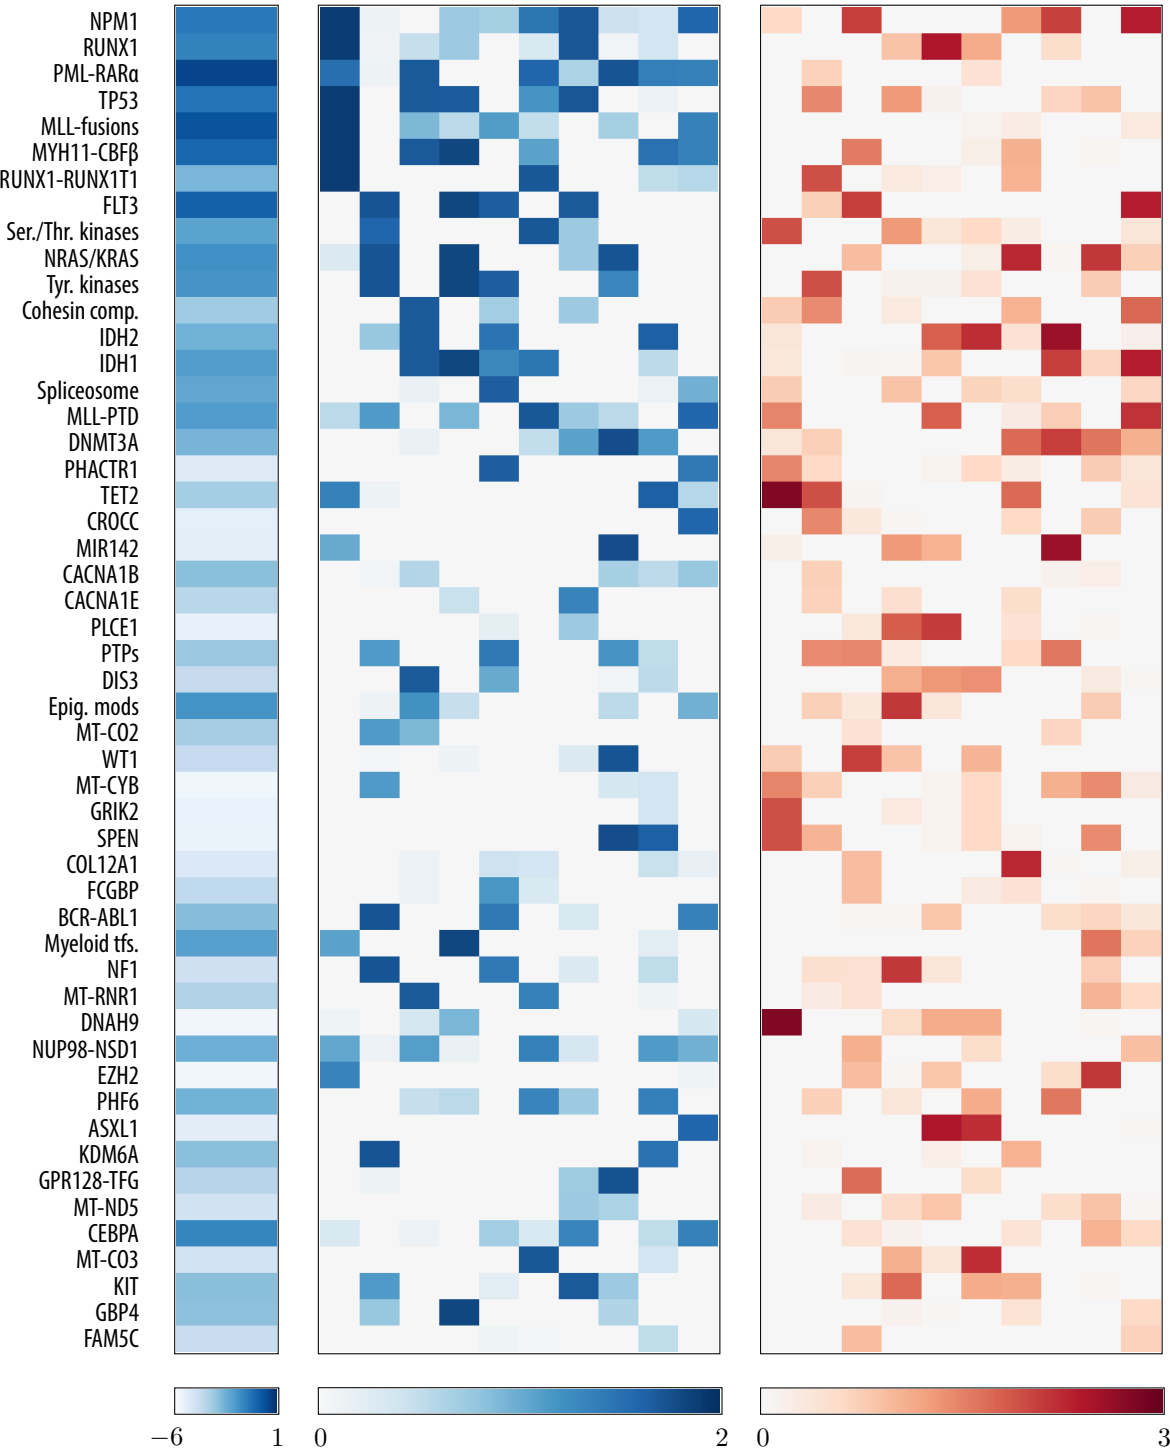 NPM1
RUNX1
PML-RARα
TP53
MLL-fusions
MYH11-CBFβ
RUNX1-RUNX1T1
FLT3
Ser./Thr. kinases
NRAS/KRAS
Tyr. kinases
Cohesin comp.
IDH2
IDH1
Spliceosome
MLL-PTD
DNMT3A
PHACTR1
TET2
CROCC
MIR142
CACNA1B
CACNA1E
PLCE1
PTPs
DIS3
Epig. mods
MT-CO2
WT1
MT-CYB
GRIK2
SPEN
COL12A1
FCGBP
BCR-ABL1
Myeloid tfs.
NF1
MT-RNR1
DNAH9
NUP98-NSD1
EZH2
PHF6
ASXL1
KDM6A
GPR128-TFG
MT-ND5
CEBPA
MT-CO3
KIT
GBP4
FAM5C
−6 1 0 2 0 3